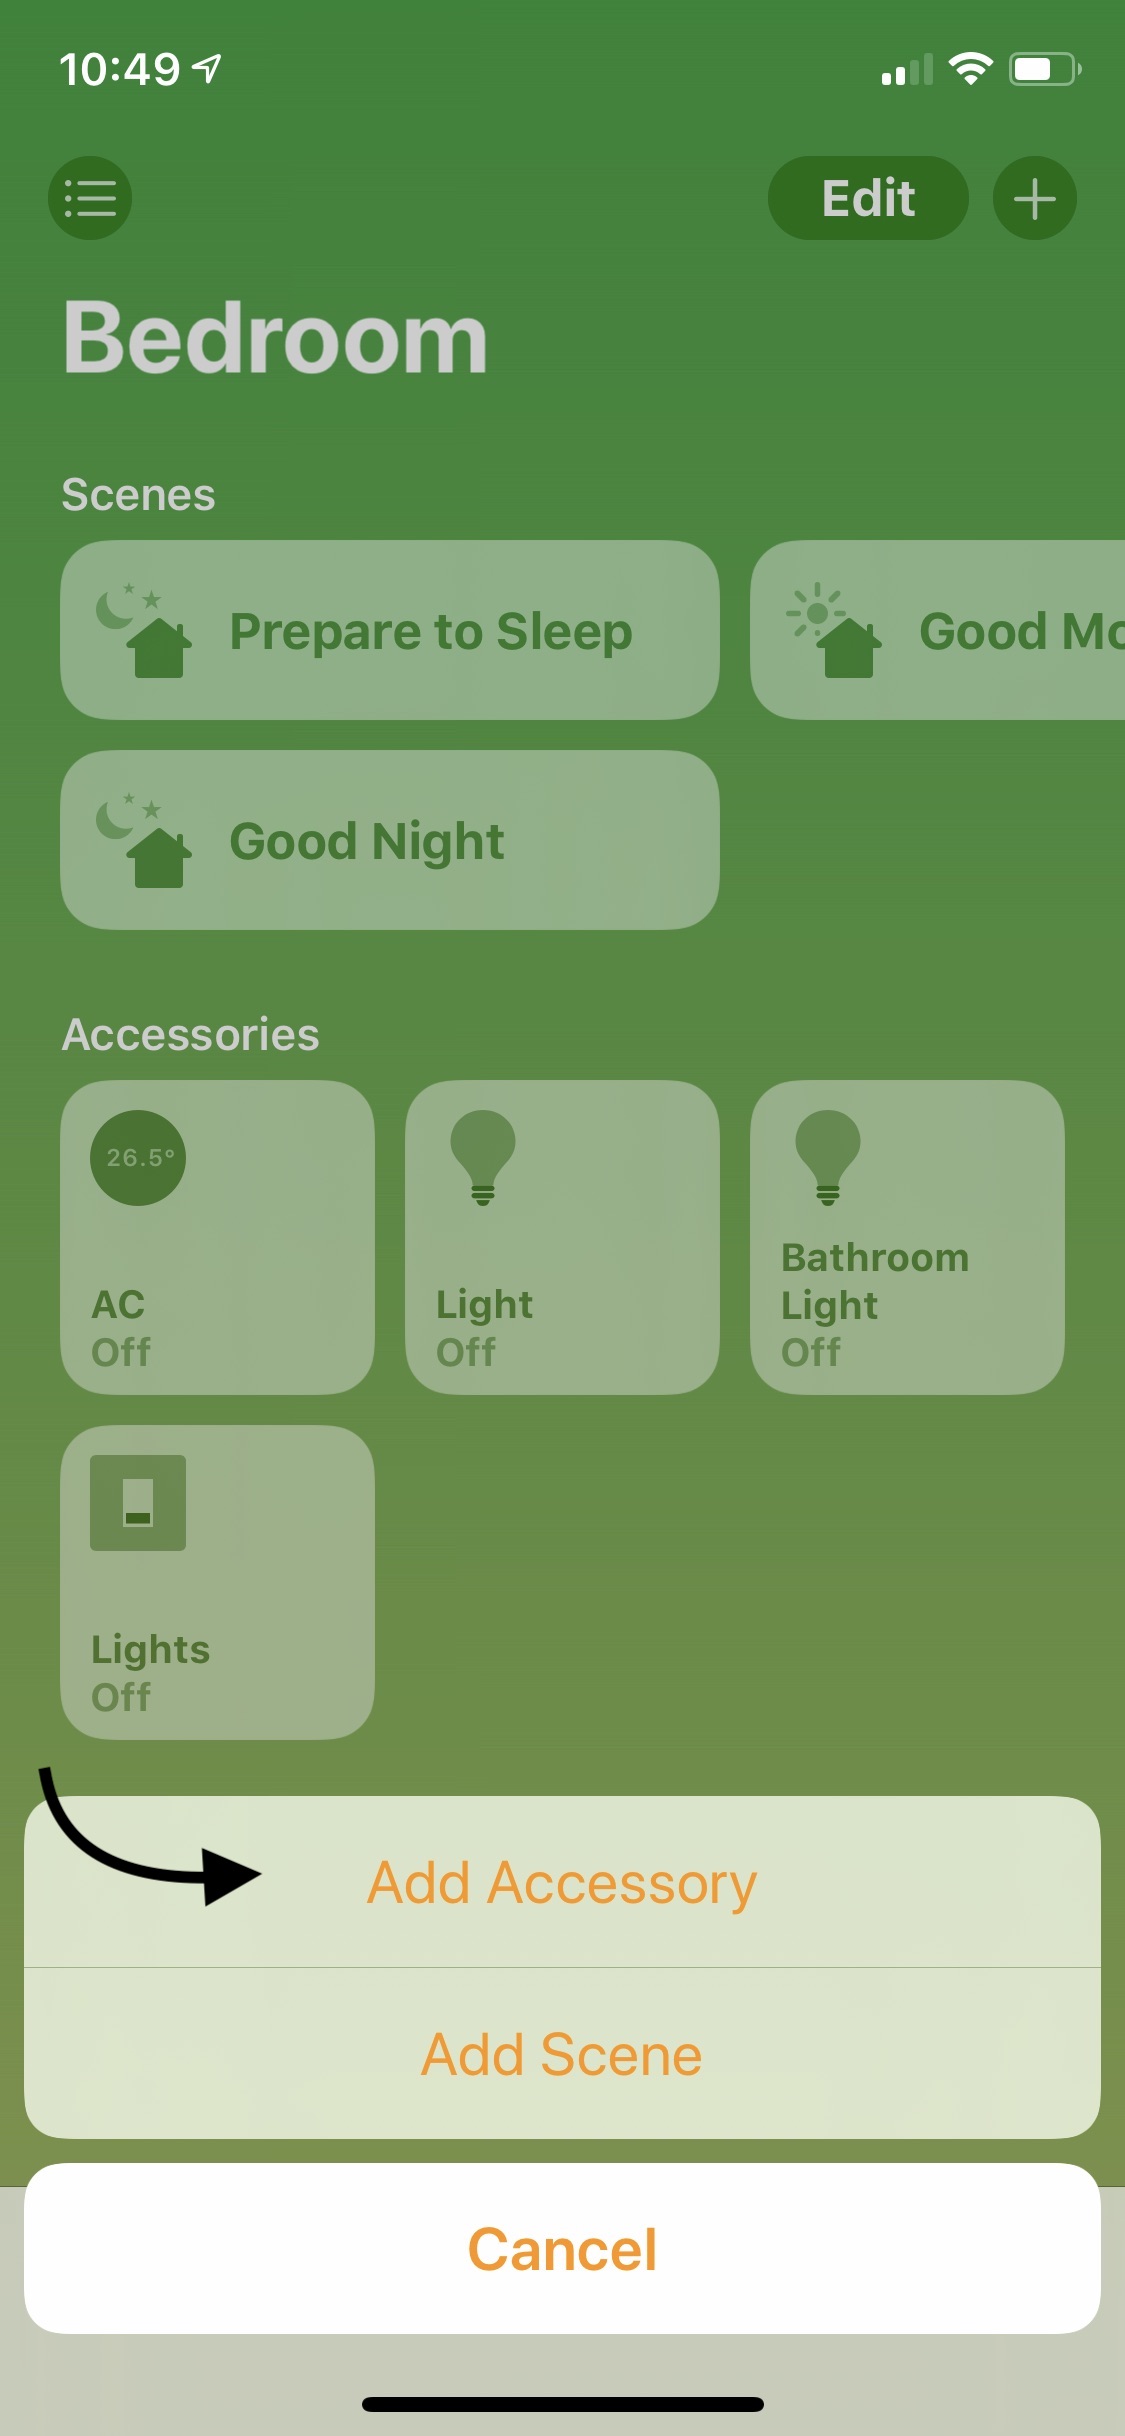 10:49
Edit
Bedroom
Scenes
Prepare to Sleep
Good Mo
Good Night
Accessories
26.5°
AC
Off
Light
Off
Bathroom
Light
Off
Lights
Off
Add Accessory
Add Scene
Cancel